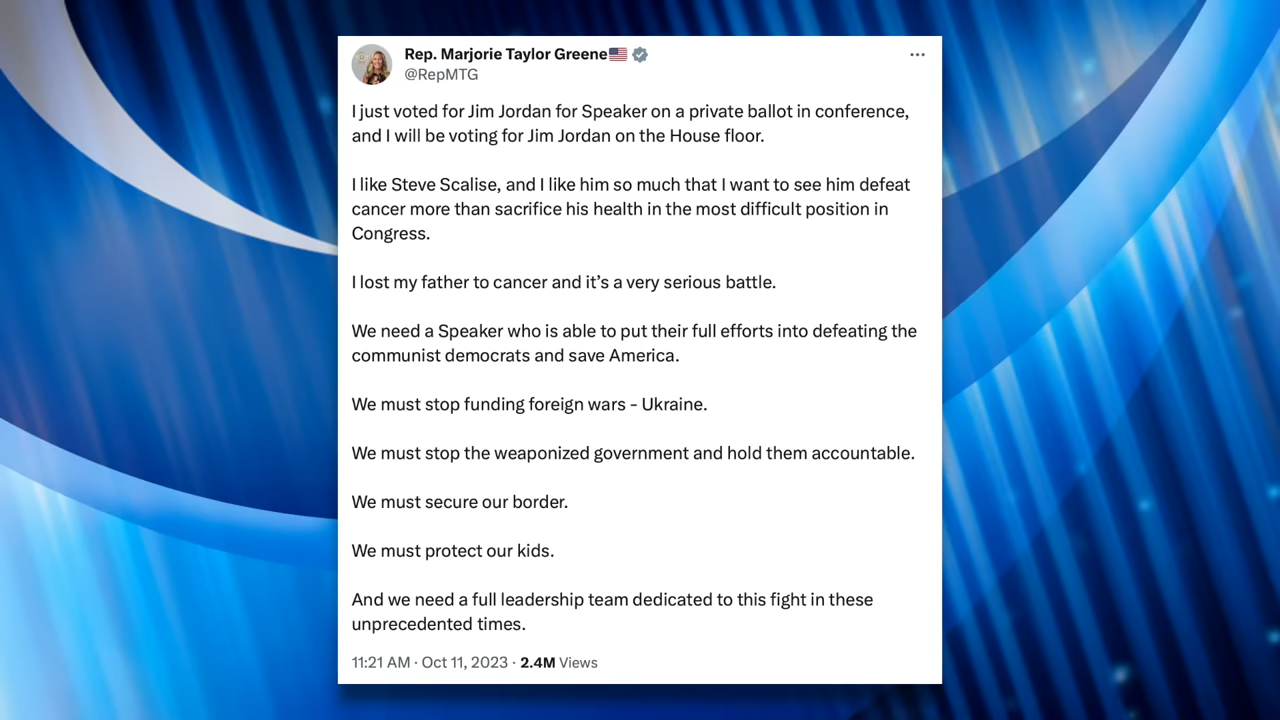 Rep. Marjorie Taylor Greene🇺🇸
@RepMTG
I just voted for Jim Jordan for Speaker on a private ballot in conference,
and I will be voting for Jim Jordan on the House floor.
I like Steve Scalise, and I like him so much that I want to see him defeat
cancer more than sacrifice his health in the most difficult position in
Congress.
I lost my father to cancer and it’s a very serious battle.
We need a Speaker who is able to put their full efforts into defeating the
communist democrats and save America.
We must stop funding foreign wars - Ukraine.
We must stop the weaponized government and hold them accountable.
We must secure our border.
We must protect our kids.
And we need a full leadership team dedicated to this fight in these
unprecedented times.
11:21 AM · Oct 11, 2023 · 2.4M Views